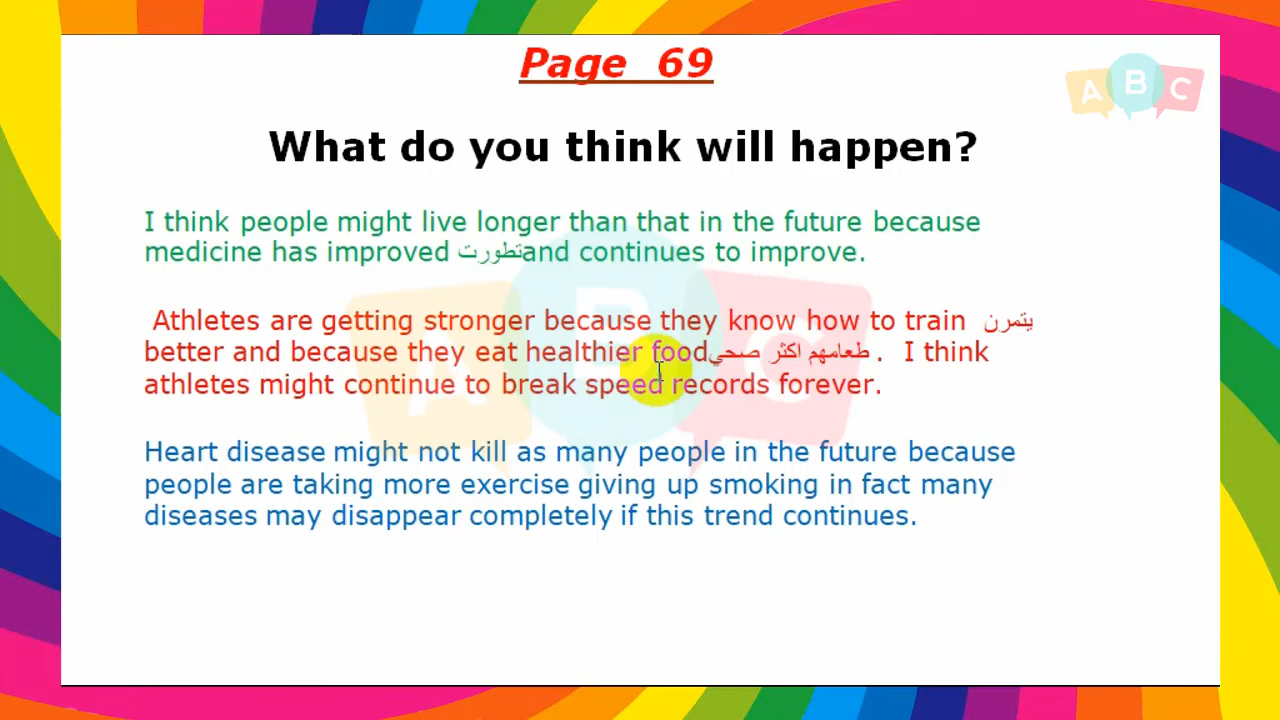 Page 69
A B C
What do you think will happen?
I think people might live longer than that in the future because
medicine has improved تطورت and continues to improve.
Athletes are getting stronger because they know how to train يتمرن
better and because they eat healthier food طعامهم اكثر صحي . I think
athletes might continue to break speed records forever.
Heart disease might not kill as many people in the future because
people are taking more exercise giving up smoking in fact many
diseases may disappear completely if this trend continues.